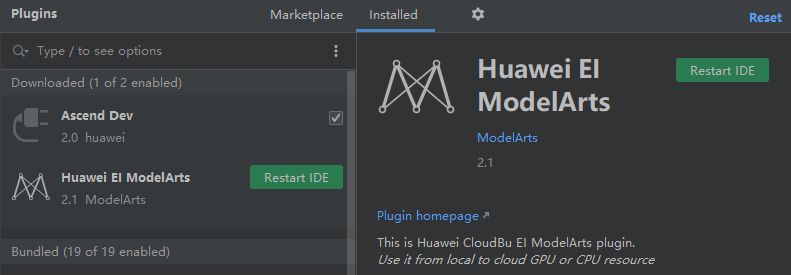 Plugins
Marketplace
Installed
Reset
Type / to see options
Downloaded (1 of 2 enabled)
Ascend Dev
2.0 huawei
Huawei EI ModelArts
2.1 ModelArts
Restart IDE
Bundled (19 of 19 enabled)
Huawei EI
ModelArts
Restart IDE
ModelArts
2.1
Plugin homepage
This is Huawei CloudBu EI ModelArts plugin.
Use it from local to cloud GPU or CPU resource